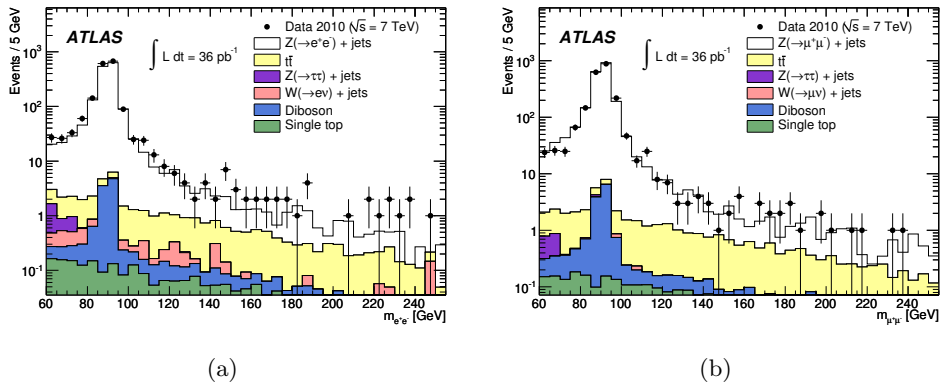 Events / 5 GeV
ATLAS
∫ L dt = 36 pb⁻¹
Data 2010 (√s = 7 TeV)
Z(→e⁺e⁻) + jets
tt̄
Z(→ττ) + jets
W(→eν) + jets
Diboson
Single top
10³
10²
10
1
10⁻¹
60 80 100 120 140 160 180 200 220 240
m_e⁺e⁻ [GeV]
(a)
Events / 5 GeV
ATLAS
∫ L dt = 36 pb⁻¹
Data 2010 (√s = 7 TeV)
Z(→μ⁺μ⁻) + jets
tt̄
Z(→ττ) + jets
W(→μν) + jets
Diboson
Single top
10³
10²
10
1
10⁻¹
60 80 100 120 140 160 180 200 220 240
m_μ⁺μ⁻ [GeV]
(b)